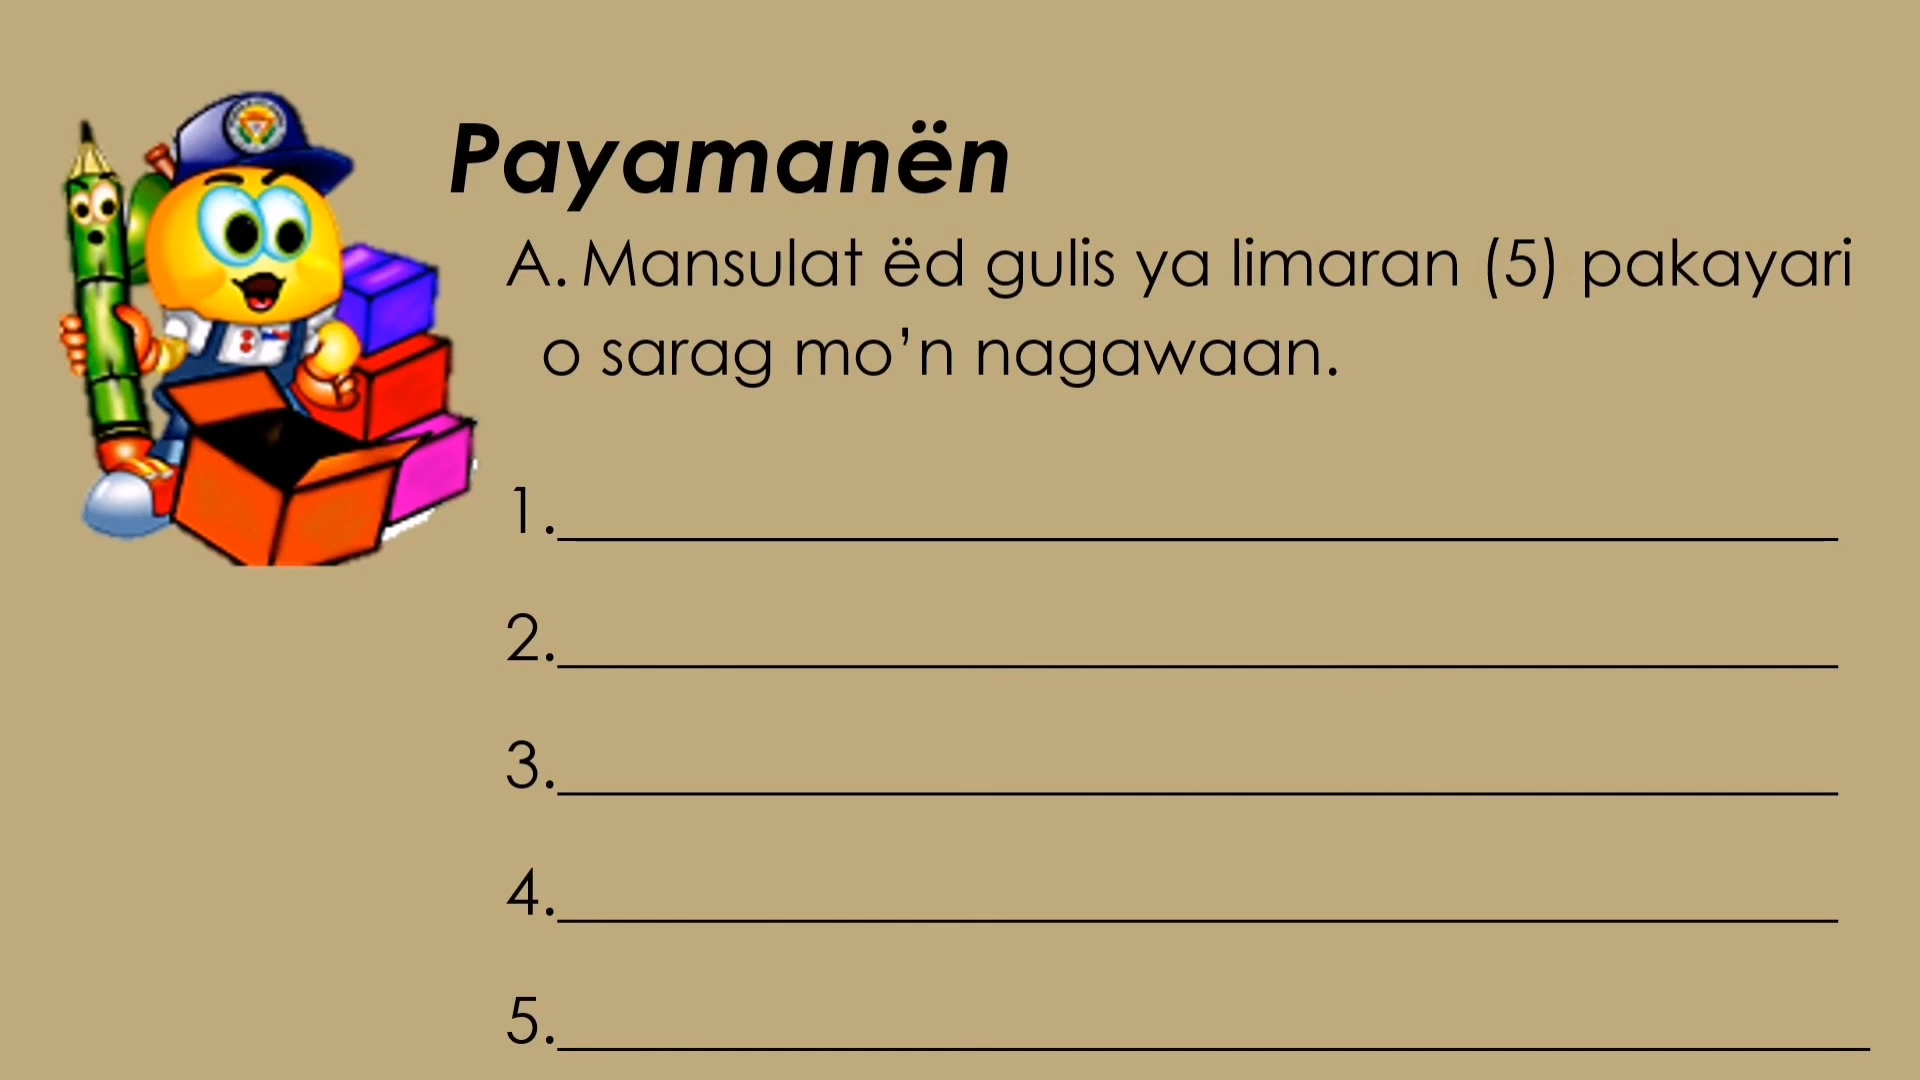 Payamanën
A. Mansulat ëd gulis ya limaran (5) pakayari
o sarag mo’n nagawaan.
1.
2.
3.
4.
5.